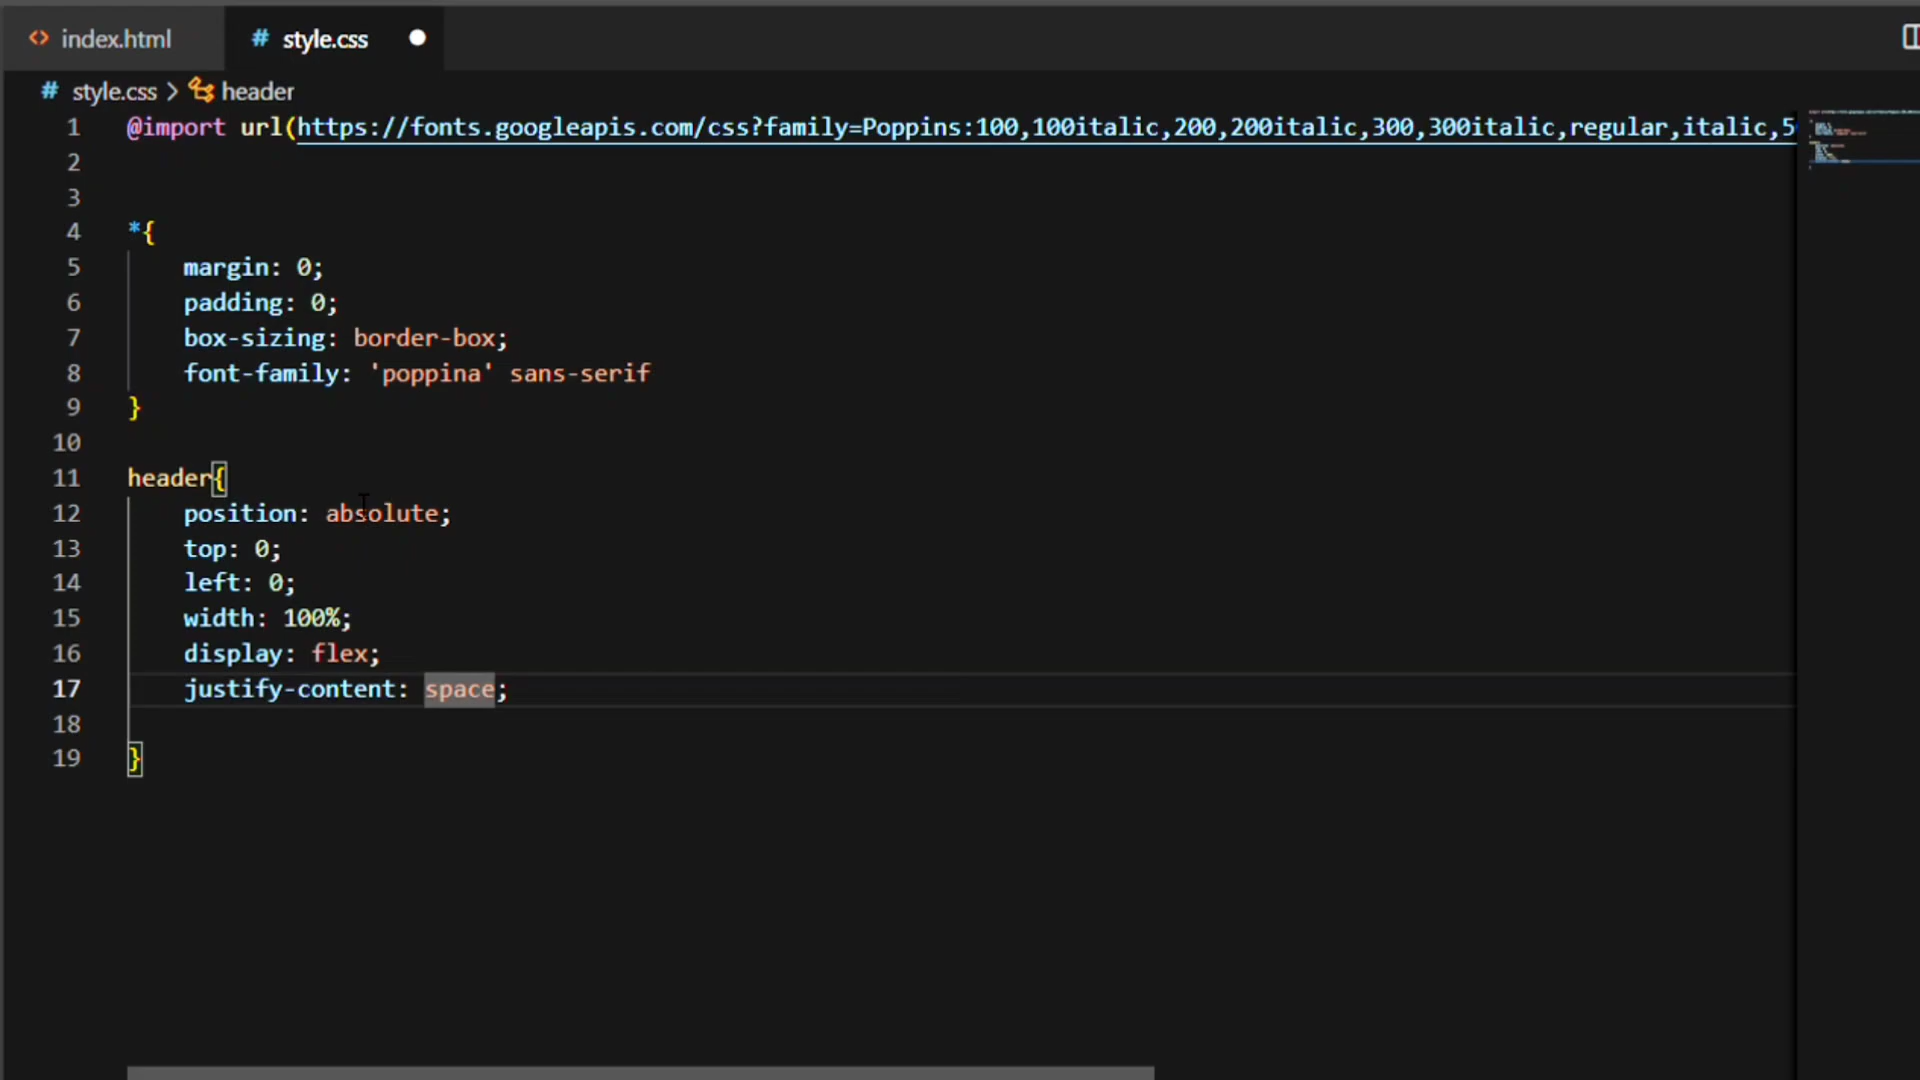 index.html
style.css
style.css > header
1 @import url(https://fonts.googleapis.com/css?family=Poppins:100,100italic,200,200italic,300,300italic,regular,italic,5
2
3
4 *{
5 margin: 0;
6 padding: 0;
7 box-sizing: border-box;
8 font-family: 'poppina' sans-serif
9 }
10
11 header{
12 position: absolute;
13 top: 0;
14 left: 0;
15 width: 100%;
16 display: flex;
17 justify-content: space;
18
19 }